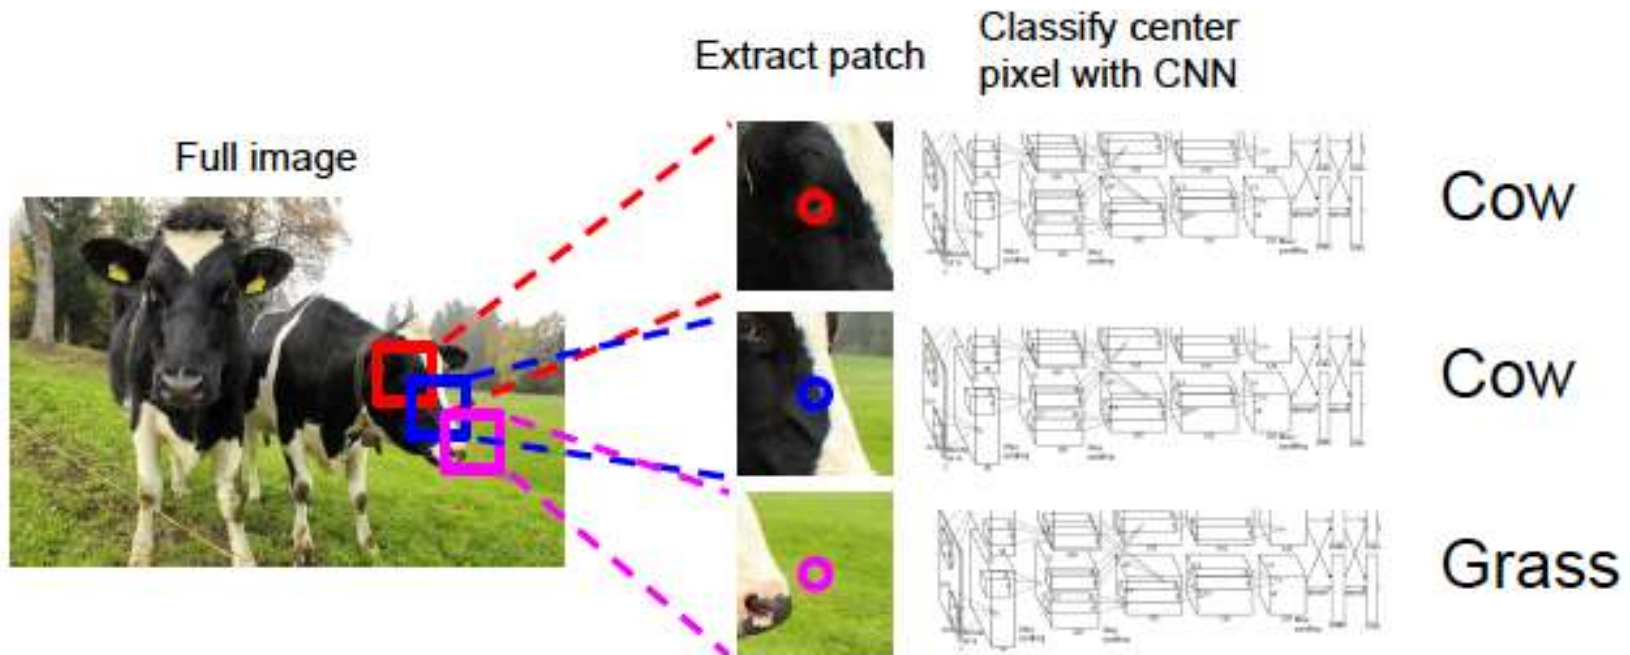 Full image
Extract patch
Classify center
pixel with CNN
Cow
Cow
Grass